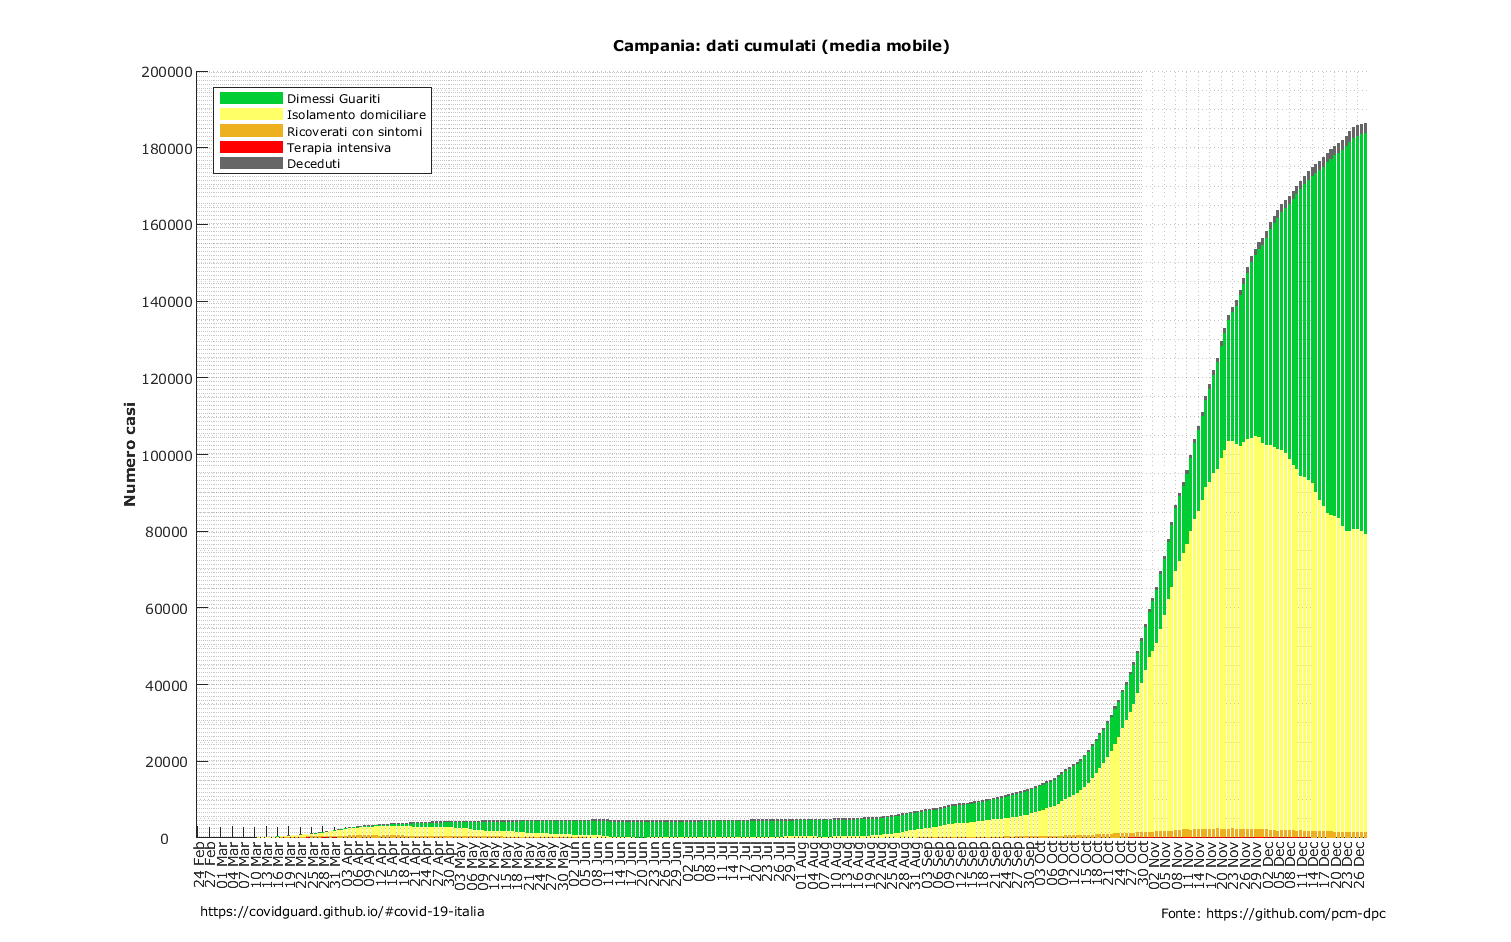 Campania: dati cumulati (media mobile)
200000
180000
160000
140000
120000
100000
80000
60000
40000
20000
0
Numero casi
Dimessi Guariti
Isolamento domiciliare
Ricoverati con sintomi
Terapia intensiva
Deceduti
24 Feb
27 Feb
01 Mar
04 Mar
07 Mar
10 Mar
13 Mar
16 Mar
19 Mar
22 Mar
25 Mar
28 Mar
31 Mar
03 Apr
06 Apr
09 Apr
12 Apr
15 Apr
18 Apr
21 Apr
24 Apr
27 Apr
30 Apr
03 May
06 May
09 May
12 May
15 May
18 May
21 May
24 May
27 May
30 May
02 Jun
05 Jun
08 Jun
11 Jun
14 Jun
17 Jun
20 Jun
23 Jun
26 Jun
29 Jun
02 Jul
05 Jul
08 Jul
11 Jul
14 Jul
17 Jul
20 Jul
23 Jul
26 Jul
29 Jul
01 Aug
04 Aug
07 Aug
10 Aug
13 Aug
16 Aug
19 Aug
22 Aug
25 Aug
28 Aug
31 Aug
03 Sep
06 Sep
09 Sep
12 Sep
15 Sep
18 Sep
21 Sep
24 Sep
27 Sep
30 Sep
03 Oct
06 Oct
09 Oct
12 Oct
15 Oct
18 Oct
21 Oct
24 Oct
27 Oct
30 Oct
02 Nov
05 Nov
08 Nov
11 Nov
14 Nov
17 Nov
20 Nov
23 Nov
26 Nov
29 Nov
02 Dec
05 Dec
08 Dec
11 Dec
14 Dec
17 Dec
20 Dec
23 Dec
26 Dec
https://covidguard.github.io/#covid-19-italia
Fonte: https://github.com/pcm-dpc